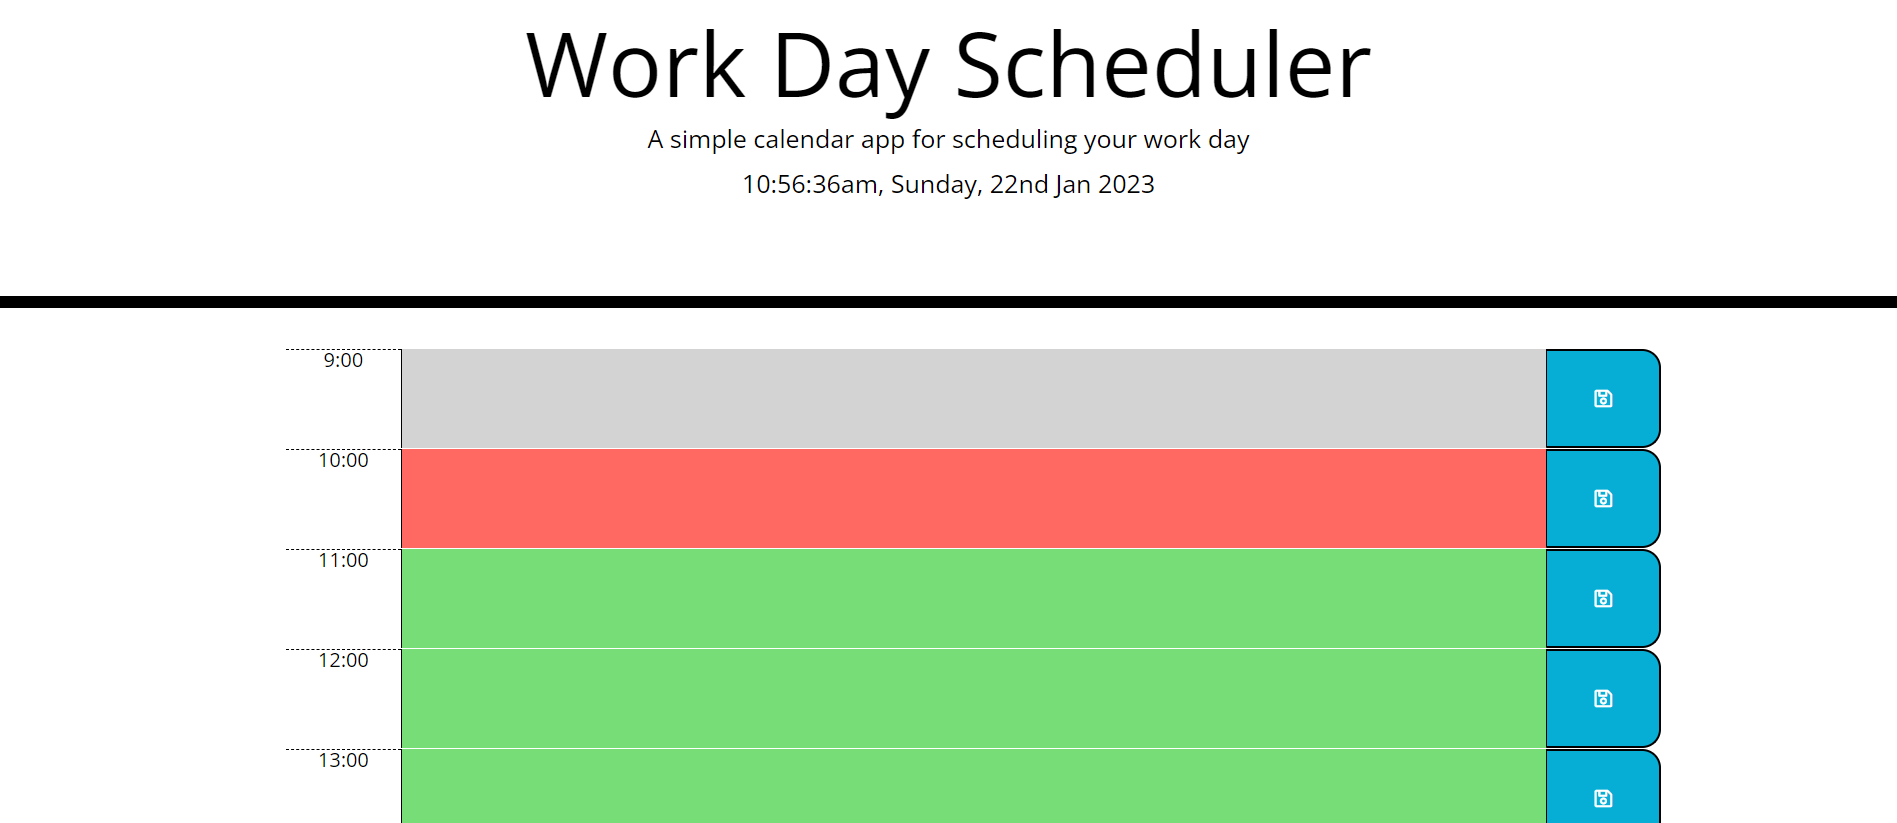 Work Day Scheduler
A simple calendar app for scheduling your work day
10:56:36am, Sunday, 22nd Jan 2023
9:00
10:00
11:00
12:00
13:00